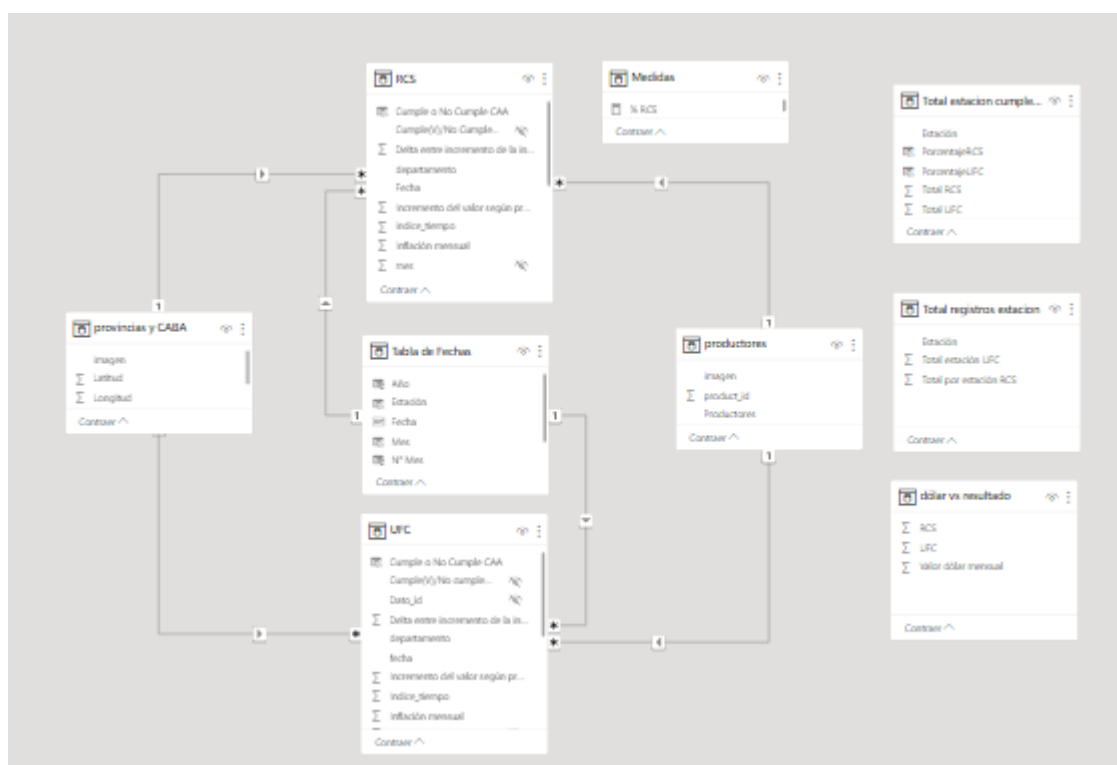 RCS
Cumple o No Cumple CAA
Cumple(V)/No Cumple...
Delta entre incremento de la in...
departamento
Fecha
Incremento del valor según pr...
indice_tiempo
Inflación mensual
mes
Contraer
Medidas
% RCS
Contraer
Total estacion cumple...
Estación
PorcentajeRCS
PorcentajeUFC
Total RCS
Total UFC
Contraer
*
*
*
1
1
provincias y CABA
imagen
Latitud
Longitud
Contraer
Tabla de Fechas
Año
Estación
Fecha
Mes
N° Mes
Contraer
1
1
productores
imagen
product_id
Productores
Contraer
1
Total registros estacion
Estación
Total estación UFC
Total por estación RCS
Contraer
UFC
Cumple o No Cumple CAA
Cumple(V)/No cumple...
Dato_id
Delta entre incremento de la in...
departamento
fecha
Incremento del valor según pr...
indice_tiempo
Inflación mensual
Contraer
*
*
*
dólar vs resultado
RCS
UFC
Valor dólar mensual
Contraer